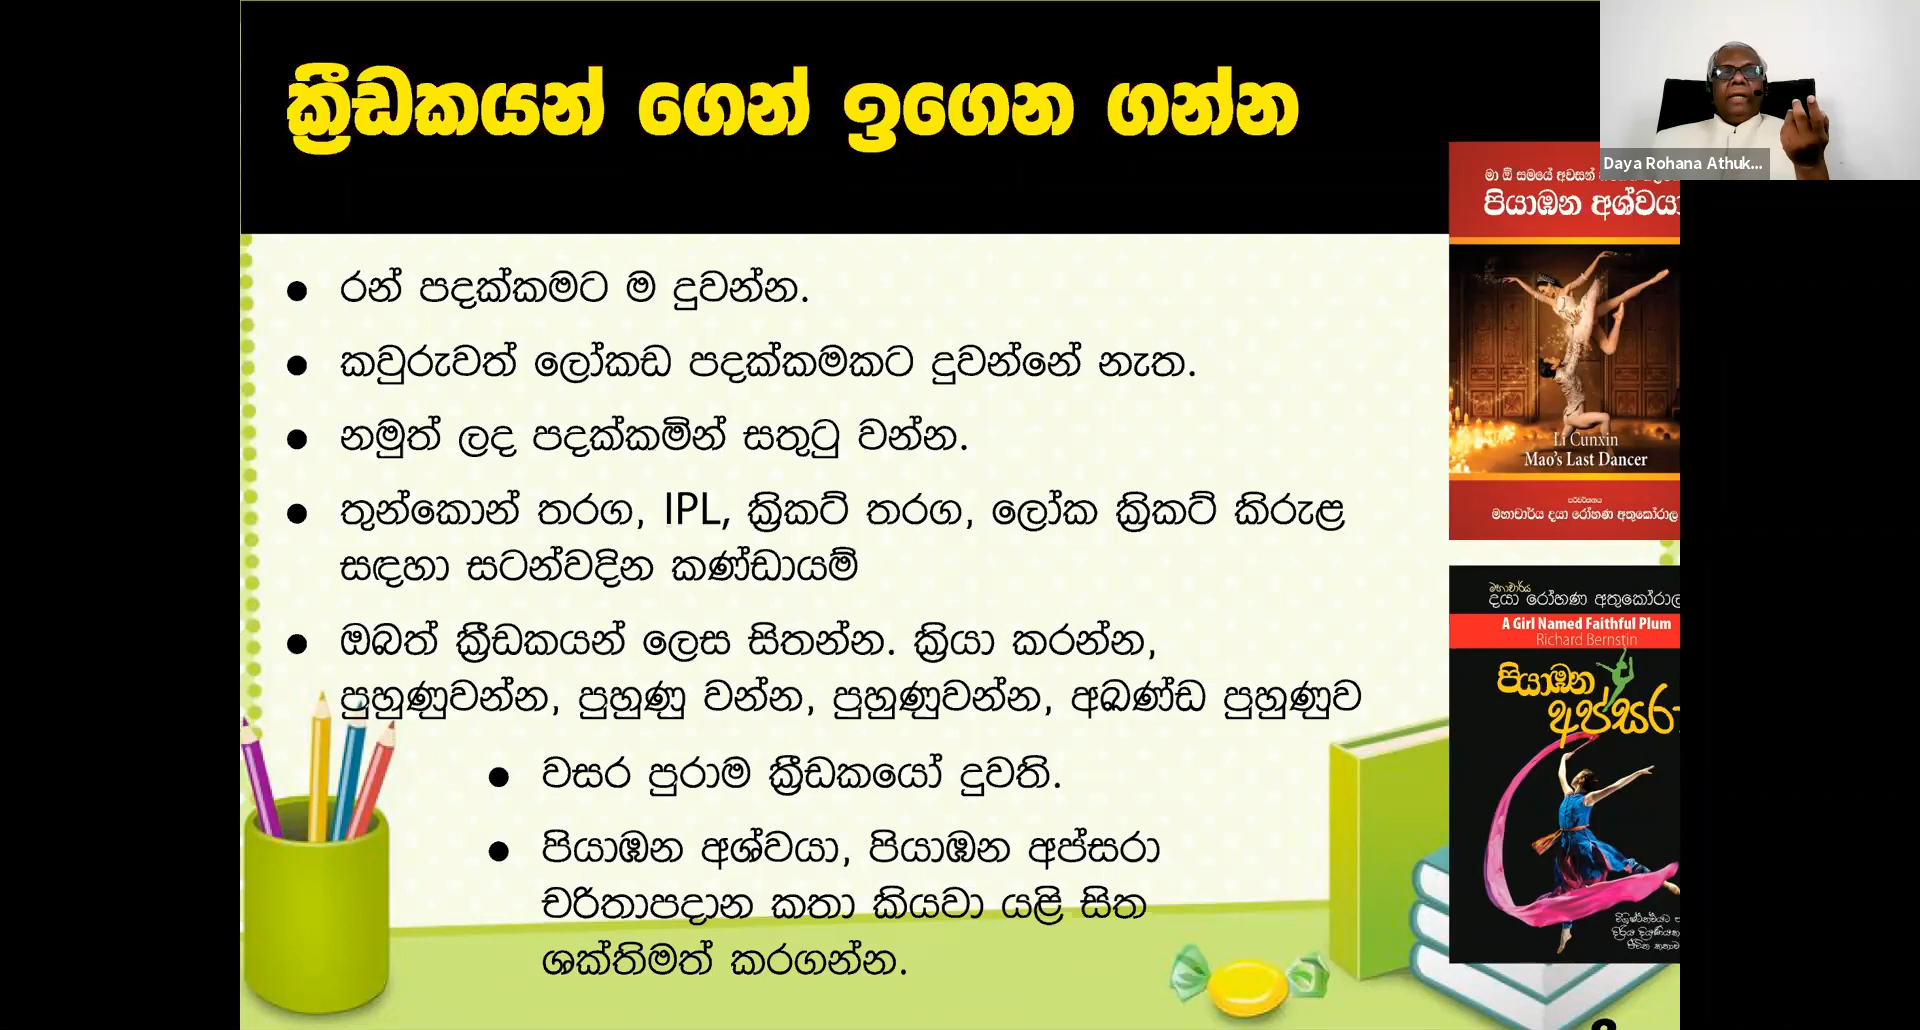 ක්‍රීඩකයන් ගෙන් ඉගෙන ගන්න
● රන් පදක්කමට ම දුවන්න.
● කවුරුවත් ලෝකඩ පදක්කමකට දුවන්නේ නැත.
● නමුත් ලද පදක්කමින් සතුටු වන්න.
● තුන්කොන් තරග, IPL, ක්‍රිකට් තරග, ලෝක ක්‍රිකට් කිරුළ
සඳහා සටන්වදින කණ්ඩායම්
● ඔබත් ක්‍රීඩකයන් ලෙස සිතන්න. ක්‍රියා කරන්න,
පුහුණුවන්න, පුහුණු වන්න, පුහුණුවන්න, අඛණ්ඩ පුහුණුව
● වසර පුරාම ක්‍රීඩකයෝ දුවති.
● පියාඹන අශ්වයා, පියාඹන අප්සරා
චරිතාපදාන කතා කියවා යළි සිත
ශක්තිමත් කරගන්න.
Daya Rohana Athuk...
මා ඕ සමයේ අවසන්
පියාඹන අශ්වයා
Li Cunxin
Mao's Last Dancer
මහාචාර්ය දයා රෝහණ අතුකෝරාල
මහාචාර්ය
දයා රෝහණ අතුකෝරාල
A Girl Named Faithful Plum
Richard Bernstin
පියාඹන
අප්සරා